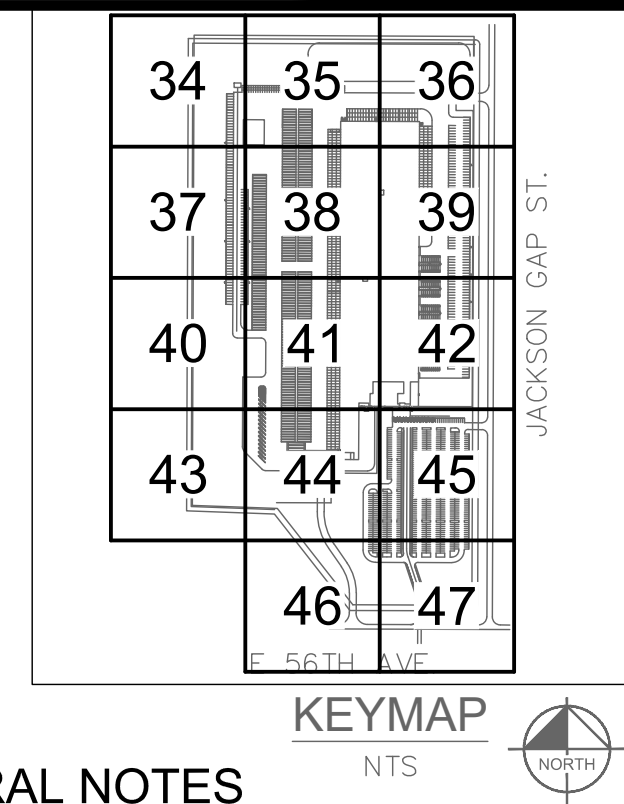 34 35 36
37 38 39
40 41 42
43 44 45
46 47
JACKSON GAP ST.
E 56TH AVE
KEYMAP
NTS
NORTH
RAL NOTES